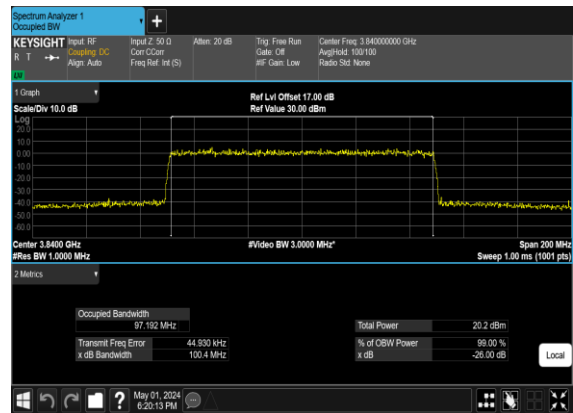 Spectrum Analyzer 1
Occupied BW
+
KEYSIGHT
R T
LW
Input: RF
Coupling: DC
Align: Auto
Input Z: 50 Ω
Corr CCorr
Freq Ref: Int (S)
Atten: 20 dB
Trig: Free Run
Gate: Off
#IF Gain: Low
Center Freq: 3.840000000 GHz
Avg|Hold: 100/100
Radio Std: None
1 Graph
Scale/Div 10.0 dB
Ref Lvl Offset 17.00 dB
Ref Value 30.00 dBm
Log
20.0
10.0
0.00
-10.0
-20.0
-30.0
-40.0
-50.0
-60.0
Center 3.8400 GHz
#Res BW 1.0000 MHz
#Video BW 3.0000 MHz*
Span 200 MHz
Sweep 1.00 ms (1001 pts)
2 Metrics
Occupied Bandwidth
97.192 MHz
Transmit Freq Error 44.930 kHz
x dB Bandwidth 100.4 MHz
Total Power 20.2 dBm
% of OBW Power 99.00 %
x dB -26.00 dB
Local
?
May 01, 2024
6:20:13 PM